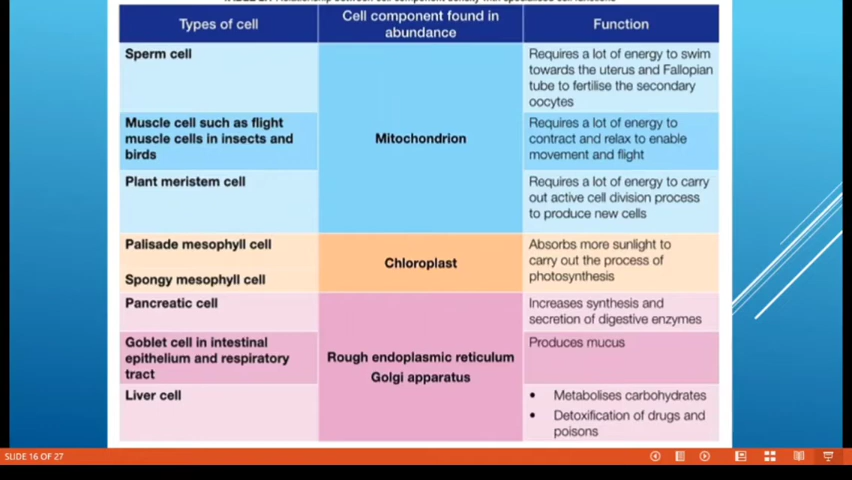 Types of cell
Cell component found in
abundance
Function
Sperm cell
Mitochondrion
Requires a lot of energy to swim
towards the uterus and Fallopian
tube to fertilise the secondary
oocytes
Muscle cell such as flight
muscle cells in insects and
birds
Requires a lot of energy to
contract and relax to enable
movement and flight
Plant meristem cell
Requires a lot of energy to carry
out active cell division process
to produce new cells
Palisade mesophyll cell
Spongy mesophyll cell
Chloroplast
Absorbs more sunlight to
carry out the process of
photosynthesis
Pancreatic cell
Rough endoplasmic reticulum
Golgi apparatus
Increases synthesis and
secretion of digestive enzymes
Goblet cell in intestinal
epithelium and respiratory
tract
Produces mucus
Liver cell
• Metabolises carbohydrates
• Detoxification of drugs and
poisons
SLIDE 16 OF 27